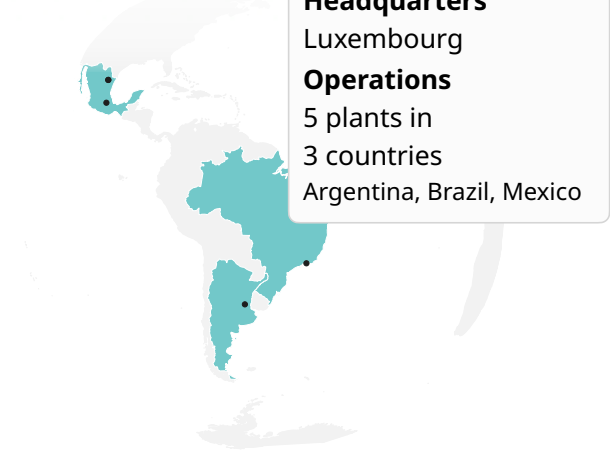 Headquarters
Luxembourg
Operations
5 plants in
3 countries
Argentina, Brazil, Mexico